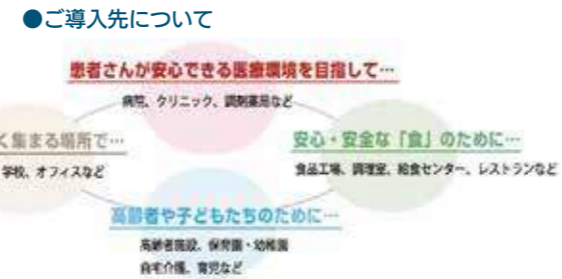 ●ご導入先について
患者さんが安心できる医療環境を目指して…
病院、クリニック、調剤薬局など
く集まる場所で…
学校、オフィスなど
安心・安全な「食」のために…
食品工場、調理室、給食センター、レストランなど
高齢者や子どもたちのために…
高齢者施設、保育園・幼稚園
自宅介護、育児など